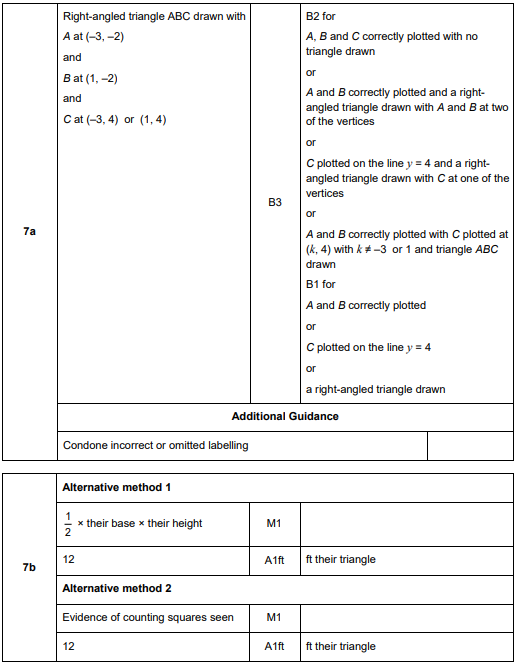 7a
Right-angled triangle ABC drawn with
A at (–3, –2)
and
B at (1, –2)
and
C at (–3, 4) or (1, 4)
B3
B2 for
A, B and C correctly plotted with no
triangle drawn
or
A and B correctly plotted and a right-
angled triangle drawn with A and B at two
of the vertices
or
C plotted on the line y = 4 and a right-
angled triangle drawn with C at one of the
vertices
or
A and B correctly plotted with C plotted at
(k, 4) with k ≠ –3 or 1 and triangle ABC
drawn
B1 for
A and B correctly plotted
or
C plotted on the line y = 4
or
a right-angled triangle drawn
Additional Guidance
Condone incorrect or omitted labelling
7b
Alternative method 1
1/2 × their base × their height
M1
12
A1ft
ft their triangle
Alternative method 2
Evidence of counting squares seen
M1
12
A1ft
ft their triangle